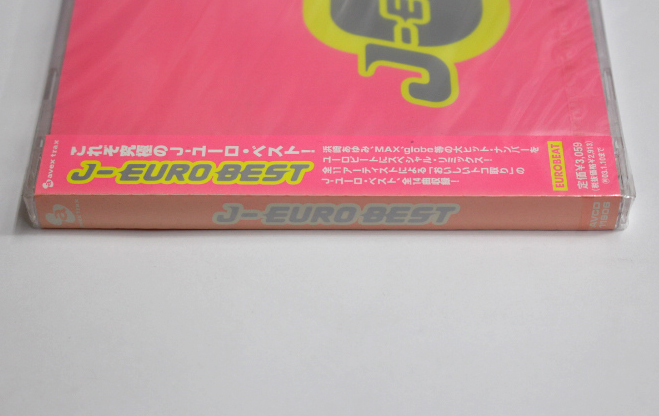 J-E
avex trax
これぞ究極のJ-ユーロ・ベスト!
J-EURO BEST
浜崎あゆみ・MAX・globe等の大ヒット・ナンバーを
ユーロビートにスペシャル・リミックス!
全11アーティストによる"おいしいトコ取り"の
J-ユーロ・ベスト・全14曲収録!
EUROBEAT
定価¥3,059
J-EURO BEST